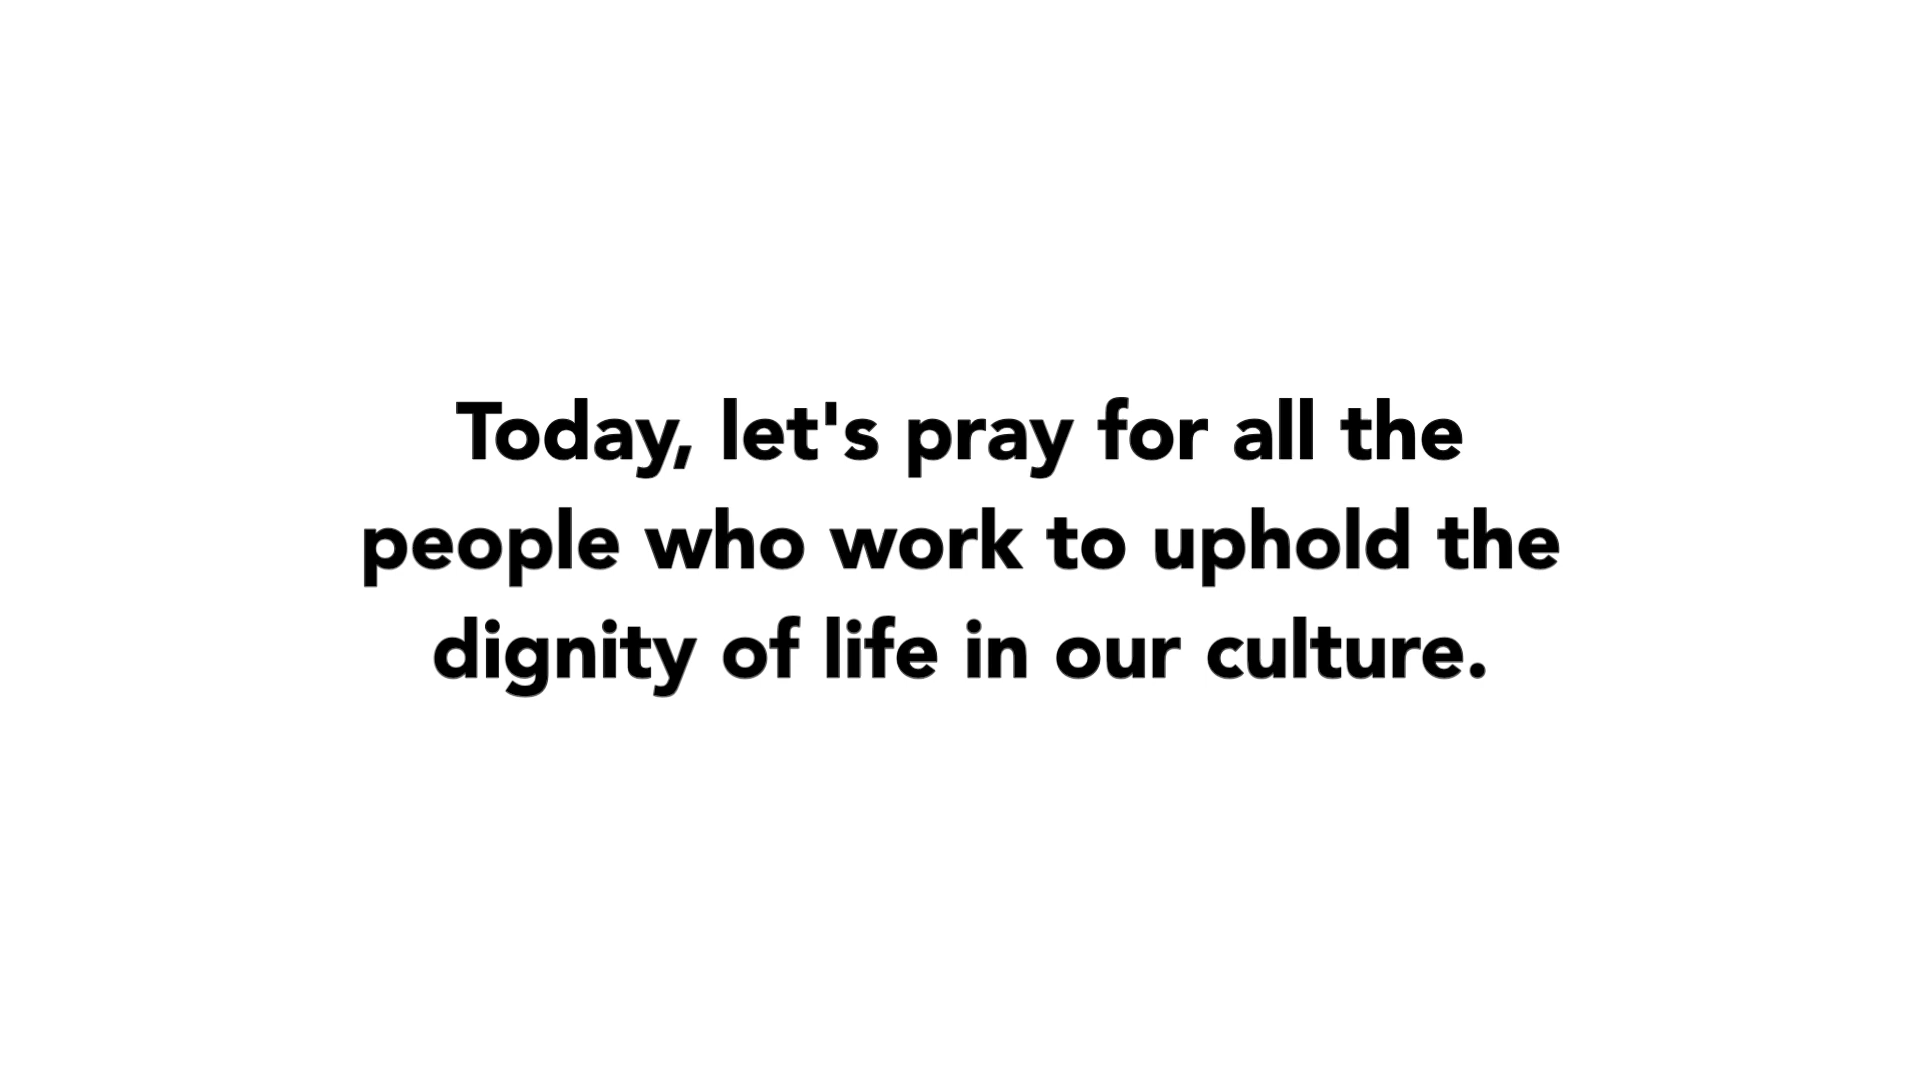 Today, let's pray for all the
people who work to uphold the
dignity of life in our culture.